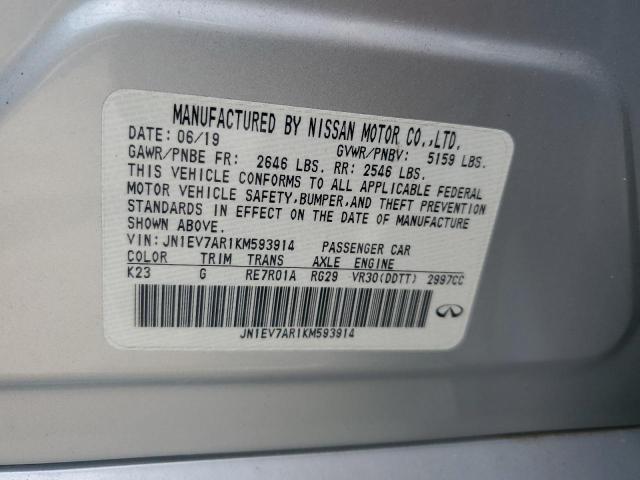 MANUFACTURED BY NISSAN MOTOR CO.,LTD.
DATE: 06/19 GVWR/PNBV: 5159 LBS.
GAWR/PNBE FR: 2646 LBS. RR: 2546 LBS.
THIS VEHICLE CONFORMS TO ALL APPLICABLE FEDERAL
MOTOR VEHICLE SAFETY,BUMPER,AND THEFT PREVENTION
STANDARDS IN EFFECT ON THE DATE OF MANUFACTURE
SHOWN ABOVE.
VIN: JN1EV7AR1KM593914 PASSENGER CAR
COLOR TRIM TRANS AXLE ENGINE
K23 G RE7R01A RG29 VR30(DDTT) 2997CC
JN1EV7AR1KM593914